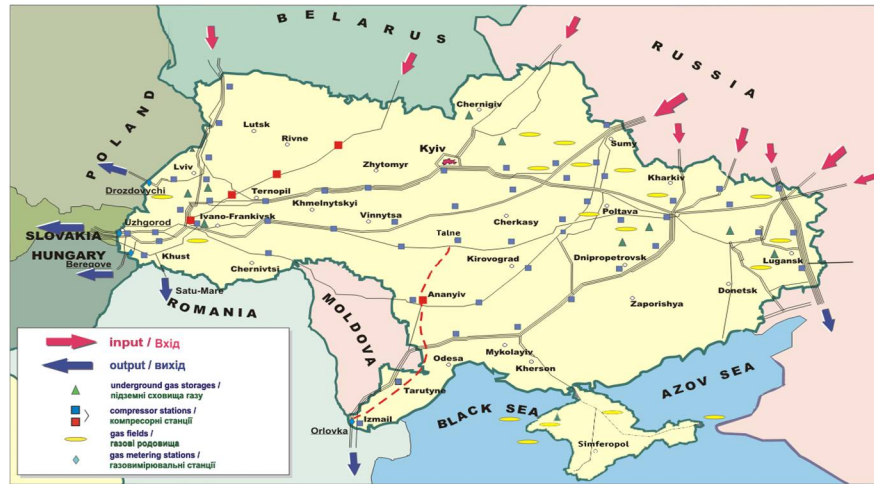 BELARUS
RUSSIA
POLAND
Chernigiv
Lutsk
Rivne
Kyiv
Sumy
Lviv
Zhytomyr
Kharkiv
Drozdovychi
Ternopil
Khmelnytskyi
Ivano-Frankivsk
Vinnytsa
Cherkasy
Poltava
Uzhgorod
SLOVAKIA
Talne
HUNGARY
Khust
Kirovograd
Dnipropetrovsk
Lugansk
Beregove
Chernivtsi
Satu-Mare
Ananyiv
Donetsk
Zaporishya
ROMANIA
MOLDOVA
input / Вхід
output / вихід
underground gas storages /
підземні сховища газу
compressor stations /
компресорні станції
gas fields /
газові родовища
gas metering stations /
газовимірювальні станції
Odesa
Mykolayiv
Kherson
Tarutyne
Izmail
Orlovka
BLACK SEA
AZOV SEA
Simferopol